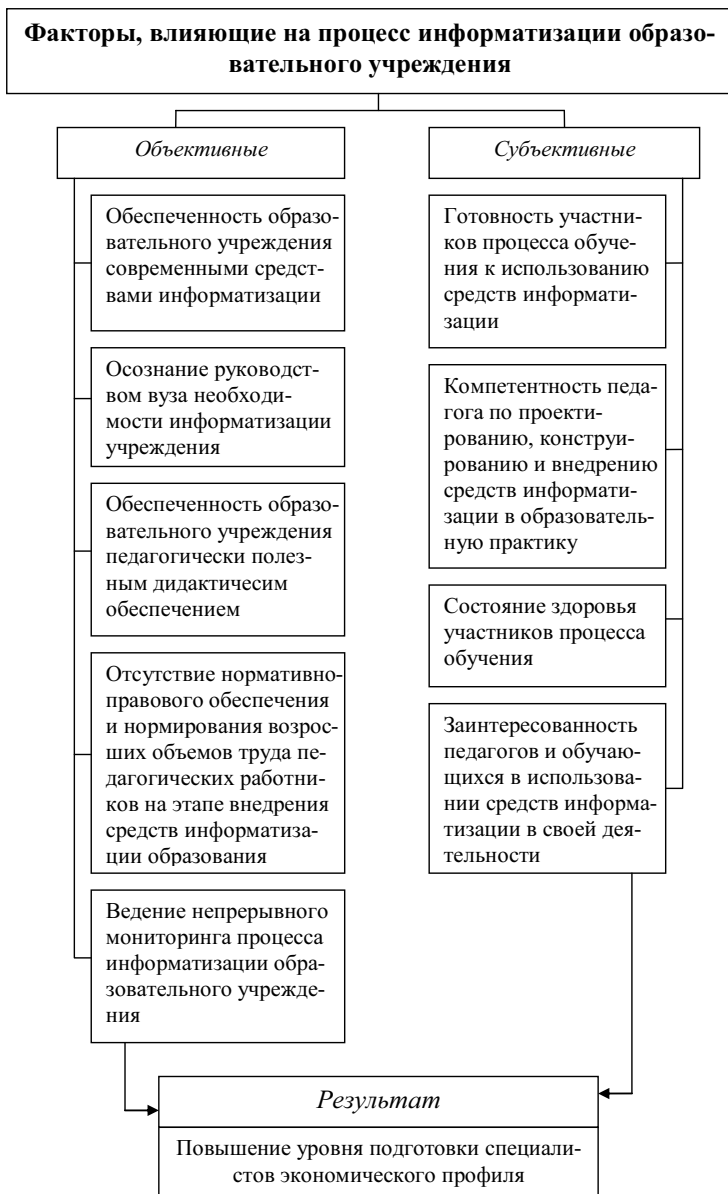 Факторы, влияющие на процесс информатизации образо-
вательного учреждения
Объективные
Обеспеченность образо-
вательного учреждения
современными средст-
вами информатизации
Осознание руководст-
вом вуза необходи-
мости информатизации
учреждения
Обеспеченность образо-
вательного учреждения
педагогически полез-
ным дидактичесим
обеспечением
Отсутствие нормативно-
правового обеспечения
и нормирования возрос-
ших объемов труда пе-
дагогических работни-
ков на этапе внедрения
средств информатиза-
ции образования
Ведение непрерывного
мониторинга процесса
информатизации обра-
зовательного учрежде-
ния
Субъективные
Готовность участни-
ков процесса обуче-
ния к использованию
средств информати-
зации
Компетентность педа-
гога по проекти-
рованию, конструи-
рованию и внедрению
средств информати-
зации в образователь-
ную практику
Состояние здоровья
участников процесса
обучения
Заинтересованность
педагогов и обучаю-
щихся в использова-
нии средств информа-
тизации в своей дея-
тельности
Результат
Повышение уровня подготовки специали-
стов экономического профиля